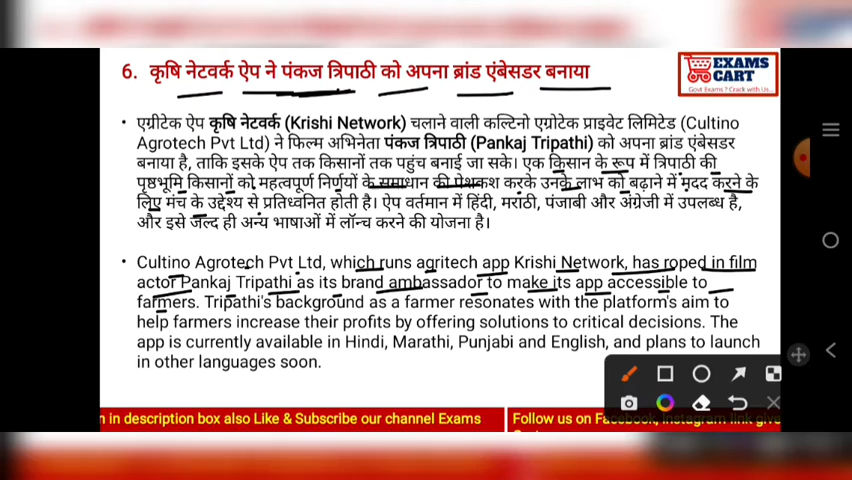 6. कृषि नेटवर्क ऐप ने पंकज त्रिपाठी को अपना ब्रांड एंबेसडर बनाया
EXAMS
CART
Govt Exams ? Crack with Us...
• एग्रीटेक ऐप कृषि नेटवर्क (Krishi Network) चलाने वाली कल्टिनो एग्रोटेक प्राइवेट लिमिटेड (Cultino
Agrotech Pvt Ltd) ने फिल्म अभिनेता पंकज त्रिपाठी (Pankaj Tripathi) को अपना ब्रांड एंबेसडर
बनाया है, ताकि इसके ऐप तक किसानों तक पहुंच बनाई जा सके। एक किसान के रूप में त्रिपाठी की
पृष्ठभूमि किसानों को महत्वपूर्ण निर्णयों के समाधान की पेशकश करके उनके लाभ को बढ़ाने में मदद करने के
लिए मंच के उद्देश्य से प्रतिध्वनित होती है। ऐप वर्तमान में हिंदी, मराठी, पंजाबी और अंग्रेजी में उपलब्ध है,
और इसे जल्द ही अन्य भाषाओं में लॉन्च करने की योजना है।
• Cultino Agrotech Pvt Ltd, which runs agritech app Krishi Network, has roped in film
actor Pankaj Tripathi as its brand ambassador to make its app accessible to
farmers. Tripathi's background as a farmer resonates with the platform's aim to
help farmers increase their profits by offering solutions to critical decisions. The
app is currently available in Hindi, Marathi, Punjabi and English, and plans to launch
in other languages soon.
n in description box also Like & Subscribe our channel Exams
Follow us on Facebook, Instagram link give